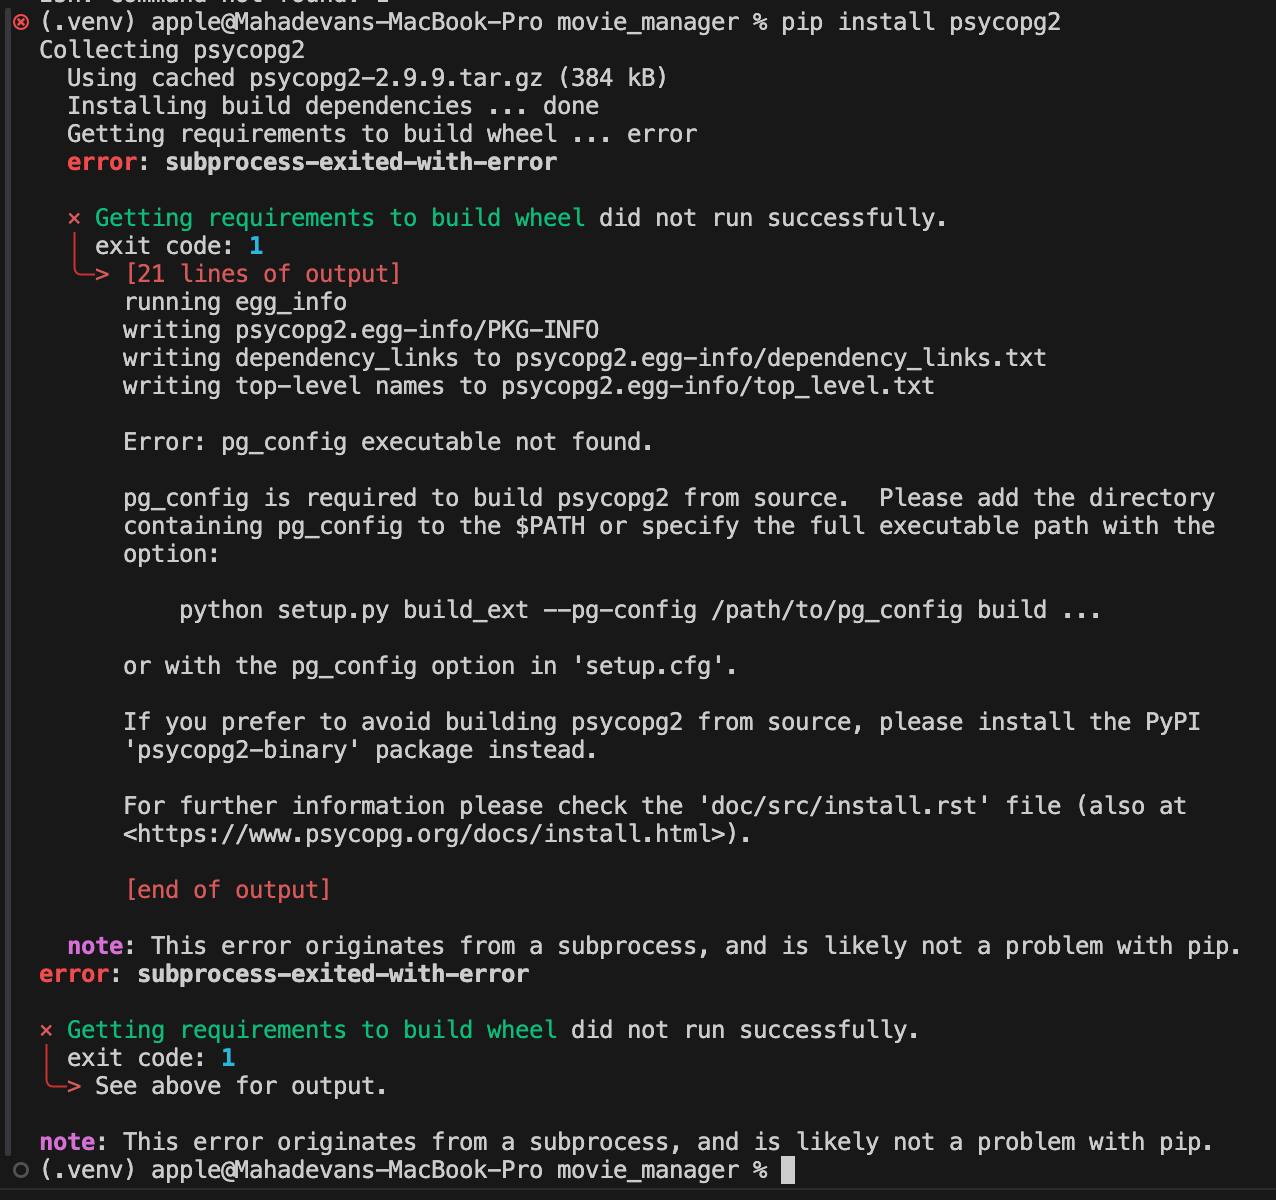 (.venv) apple@Mahadevans-MacBook-Pro movie_manager % pip install psycopg2
Collecting psycopg2
  Using cached psycopg2-2.9.9.tar.gz (384 kB)
  Installing build dependencies ... done
  Getting requirements to build wheel ... error
  error: subprocess-exited-with-error

  × Getting requirements to build wheel did not run successfully.
  │ exit code: 1
  ╰─> [21 lines of output]
      running egg_info
      writing psycopg2.egg-info/PKG-INFO
      writing dependency_links to psycopg2.egg-info/dependency_links.txt
      writing top-level names to psycopg2.egg-info/top_level.txt

      Error: pg_config executable not found.

      pg_config is required to build psycopg2 from source.  Please add the directory
      containing pg_config to the $PATH or specify the full executable path with the
      option:

          python setup.py build_ext --pg-config /path/to/pg_config build ...

      or with the pg_config option in 'setup.cfg'.

      If you prefer to avoid building psycopg2 from source, please install the PyPI
      'psycopg2-binary' package instead.

      For further information please check the 'doc/src/install.rst' file (also at
      <https://www.psycopg.org/docs/install.html>).

      [end of output]

  note: This error originates from a subprocess, and is likely not a problem with pip.
error: subprocess-exited-with-error

× Getting requirements to build wheel did not run successfully.
│ exit code: 1
╰─> See above for output.

note: This error originates from a subprocess, and is likely not a problem with pip.
(.venv) apple@Mahadevans-MacBook-Pro movie_manager %